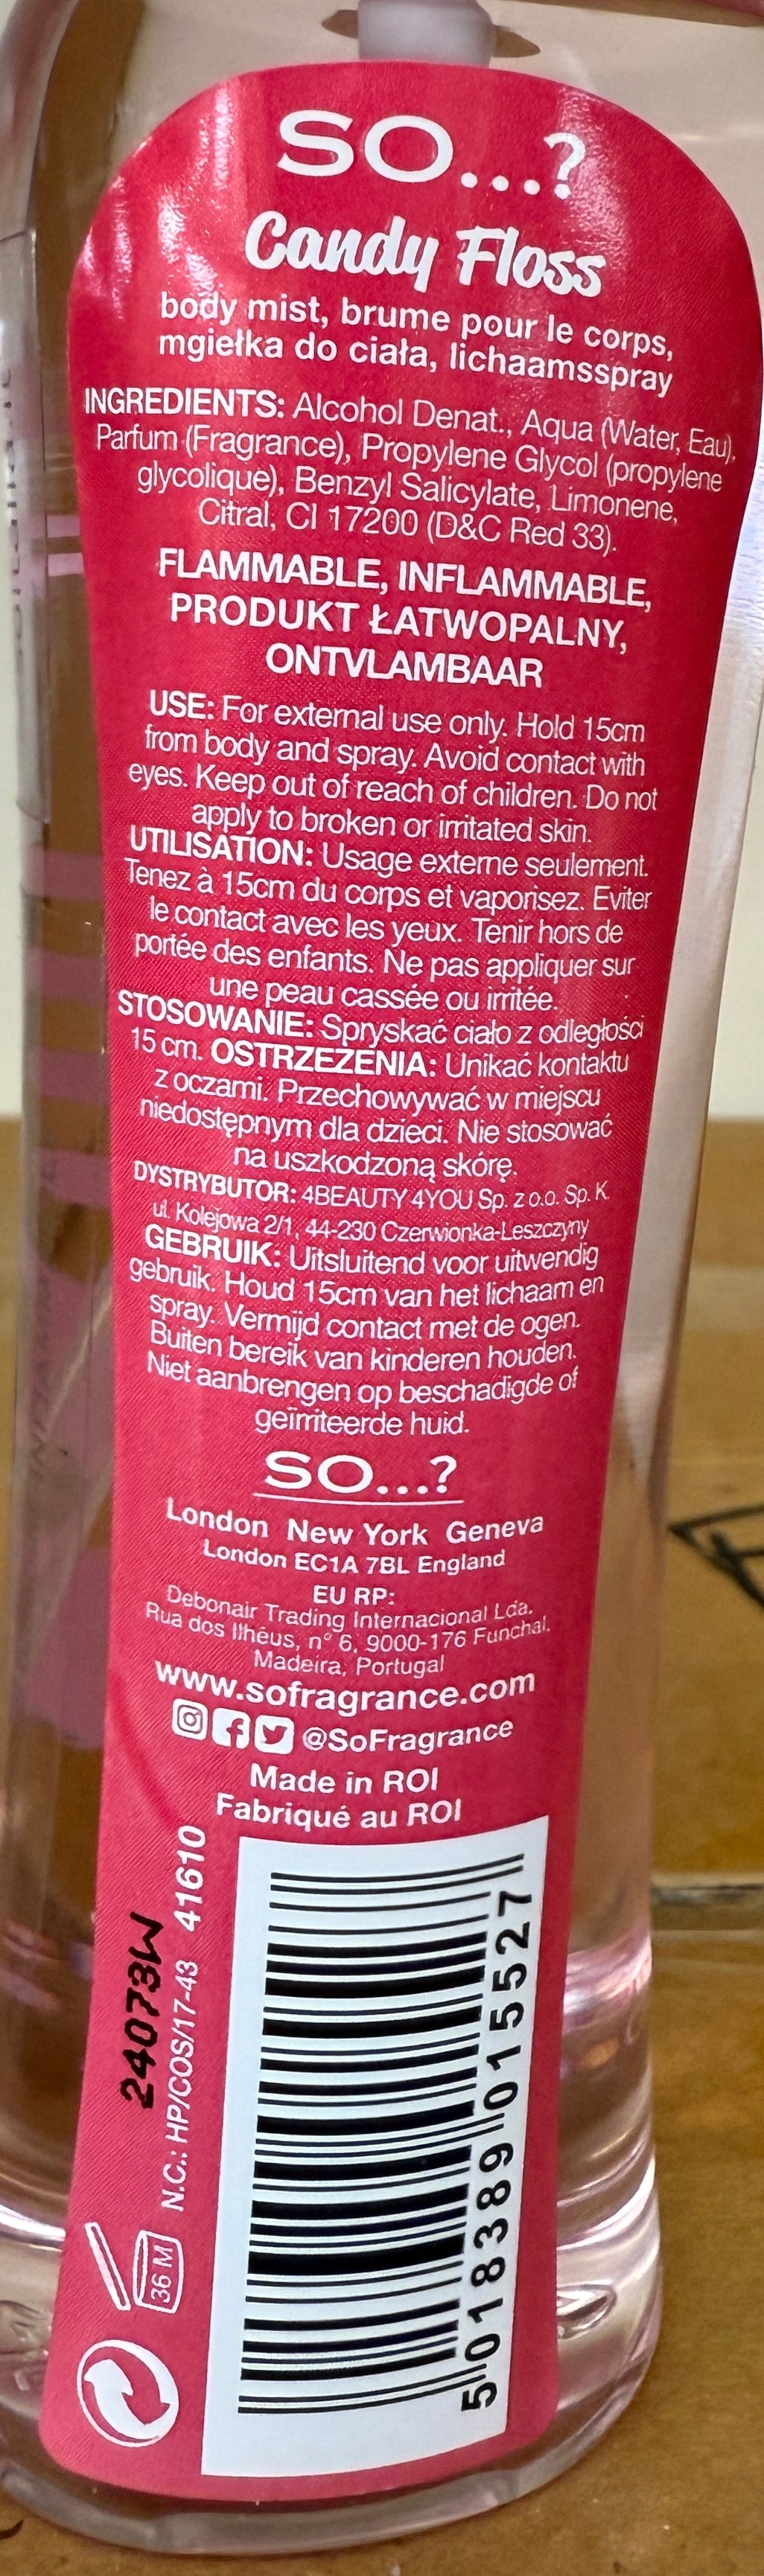 SO...?
Candy Floss
body mist, brume pour le corps,
mgiełka do ciała, lichaamsspray
INGREDIENTS: Alcohol Denat., Aqua (Water, Eau),
Parfum (Fragrance), Propylene Glycol (propylene
glycolique), Benzyl Salicylate, Limonene,
Citral, CI 17200 (D&C Red 33).
FLAMMABLE, INFLAMMABLE,
PRODUKT ŁATWOPALNY,
ONTVLAMBAAR
USE: For external use only. Hold 15cm
from body and spray. Avoid contact with
eyes. Keep out of reach of children. Do not
apply to broken or irritated skin.
UTILISATION: Usage externe seulement.
Tenez à 15cm du corps et vaporisez. Eviter
le contact avec les yeux. Tenir hors de
portée des enfants. Ne pas appliquer sur
une peau cassée ou irritée.
STOSOWANIE: Spryskać ciało z odległości
15 cm. OSTRZEŻENIA: Unikać kontaktu
z oczami. Przechowywać w miejscu
niedostępnym dla dzieci. Nie stosować
na uszkodzoną skórę.
DYSTRYBUTOR: 4BEAUTY 4YOU Sp. z o.o. Sp. K
ul. Kolejowa 2/1, 44-230 Czerwionka-Leszczyny
GEBRUIK: Uitsluitend voor uitwendig
gebruik. Houd 15cm van het lichaam en
spray. Vermijd contact met de ogen.
Buiten bereik van kinderen houden.
Niet aanbrengen op beschadigde of
geïrriteerde huid.
SO...?
London New York Geneva
London EC1A 7BL England
EU RP:
Debonair Trading Internacional Lda.
Rua dos Ilhéus, nº 6, 9000-176 Funchal.
Madeira, Portugal
www.sofragrance.com
@SoFragrance
Made in ROI
Fabriqué au ROI
24073W
N.C.: HP/COS/17-43 41610
36 M
5018389015527